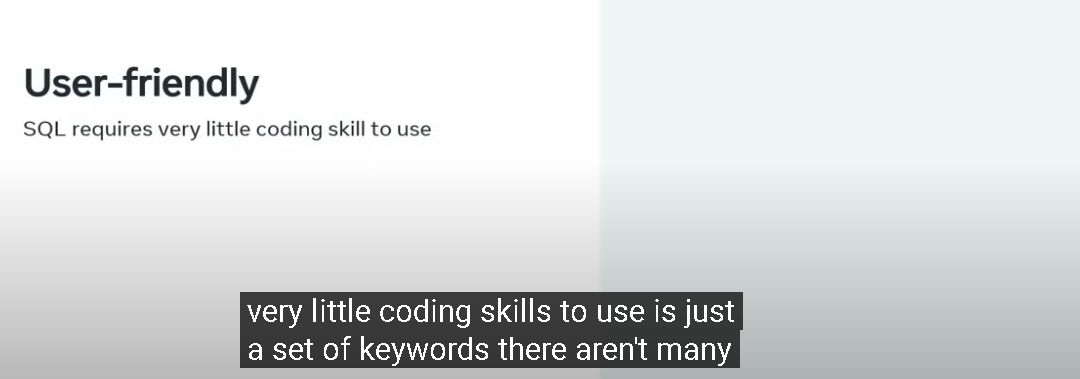 User-friendly
SQL requires very little coding skill to use
very little coding skills to use is just
a set of keywords there aren't many